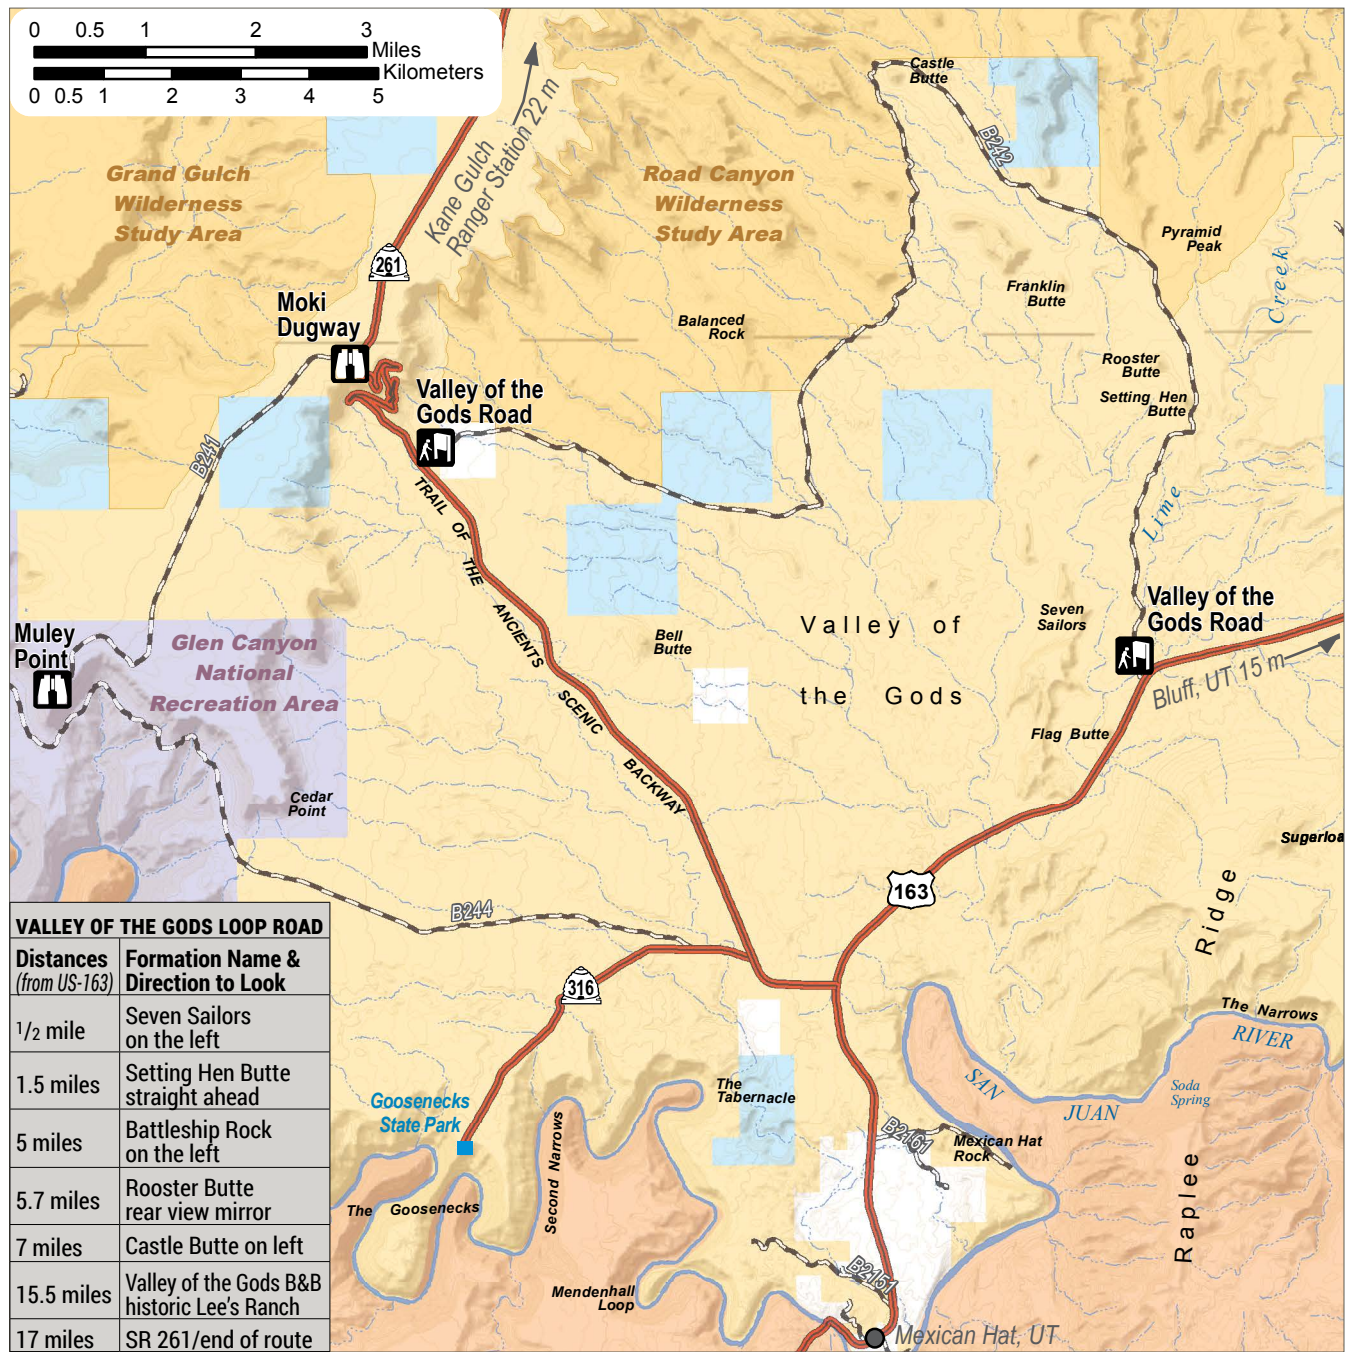 0 0.5 1 2 3
Miles
Kilometers
0 0.5 1 2 3 4 5
Kane Gulch
Ranger Station 22 m
Castle
Butte
B242
Grand Gulch
Wilderness
Study Area
Road Canyon
Wilderness
Study Area
Pyramid
Peak
261
Creek
Franklin
Butte
Moki
Dugway
Balanced
Rock
Rooster
Butte
Setting Hen
Butte
Valley of the
Gods Road
B241
TRAIL OF THE ANCIENTS SCENIC BACKWAY
Lime
Seven
Sailors
Valley of the
Gods Road
Muley
Point
Glen Canyon
National
Recreation Area
Bell
Butte
Valley of
the Gods
Bluff, UT 15 m
Flag Butte
Cedar
Point
Sugarloa
163
Ridge
B244
316
The Narrows
RIVER
SAN
JUAN
Soda
Spring
The
Tabernacle
Goosenecks
State Park
B2161
Mexican Hat
Rock
Second Narrows
The Goosenecks
Raplee
B2151
Mendenhall
Loop
Mexican Hat, UT
VALLEY OF THE GODS LOOP ROAD
Distances Formation Name &
(from US-163) Direction to Look
1/2 mile Seven Sailors
on the left
1.5 miles Setting Hen Butte
straight ahead
5 miles Battleship Rock
on the left
5.7 miles Rooster Butte
rear view mirror
7 miles Castle Butte on left
15.5 miles Valley of the Gods B&B
historic Lee's Ranch
17 miles SR 261/end of route